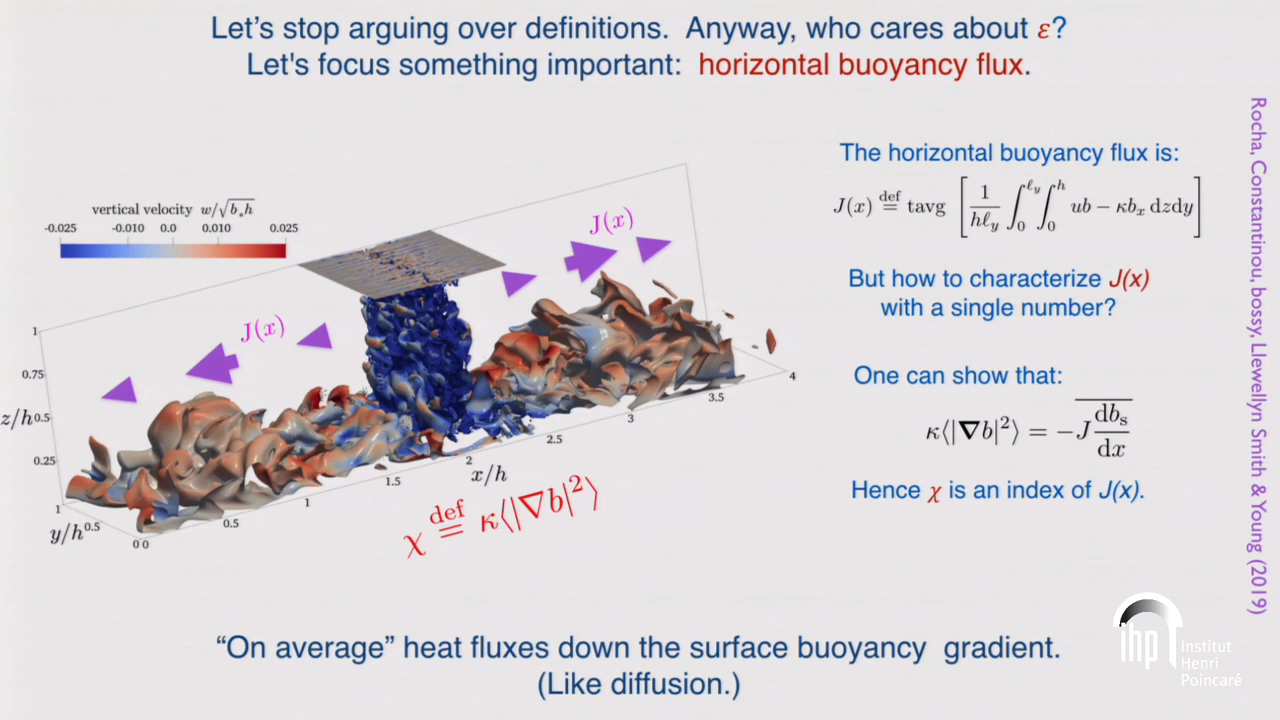 Let's stop arguing over definitions. Anyway, who cares about ε?
Let's focus something important: horizontal buoyancy flux.
vertical velocity w/√b⁎h
-0.025 -0.010 0.0 0.010 0.025
J(x)
J(x)
1
0.75
z/h 0.5
0.25
1
y/h 0.5
0 0
0.5
1
1.5
2
x/h
2.5
3
3.5
4
χ def= κ⟨|∇b|²⟩
The horizontal buoyancy flux is:
J(x) def= tavg [1/(hℓ_y) ∫₀^{ℓ_y} ∫₀^h ub − κb_x dzdy]
But how to characterize J(x)
with a single number?
One can show that:
κ⟨|∇b|²⟩ = −J \overline{db_s/dx}
Hence χ is an index of J(x).
Rocha, Constantinou, bossy, Llewellyn Smith & Young (2019)
"On average" heat fluxes down the surface buoyancy gradient.
(Like diffusion.)
ihp
Institut
Henri
Poincaré